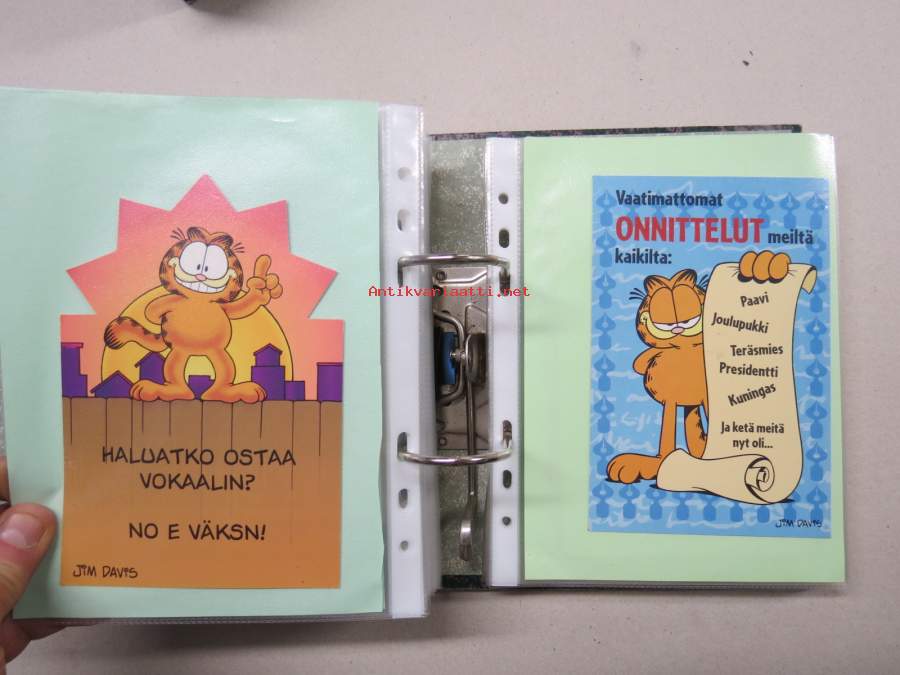 HALUATKO OSTAA
VOKAALIN?
NO E VÄKSN!
JIM DAVIS
Antikvariaatti.net
Vaatimattomat
ONNITTELUT meiltä
kaikilta:
Paavi
Joulupukki
Teräsmies
Presidentti
Kuningas
Ja ketä meitä
nyt oli...
JIM DAVIS